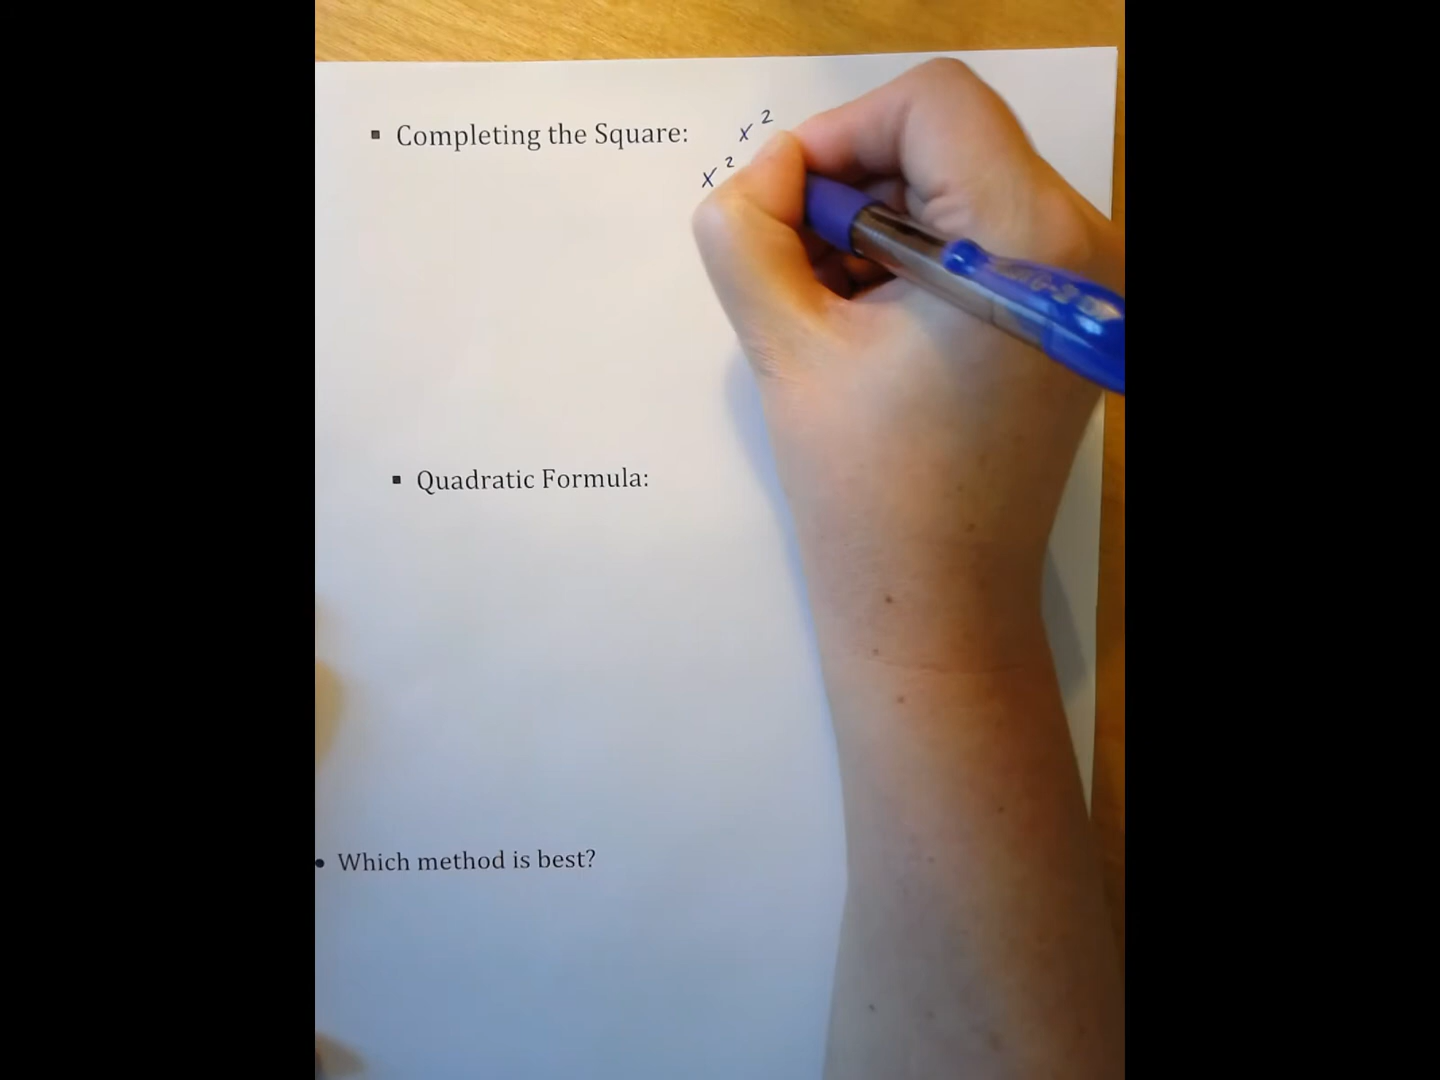 ▪ Completing the Square: x²
x²
▪ Quadratic Formula:
• Which method is best?